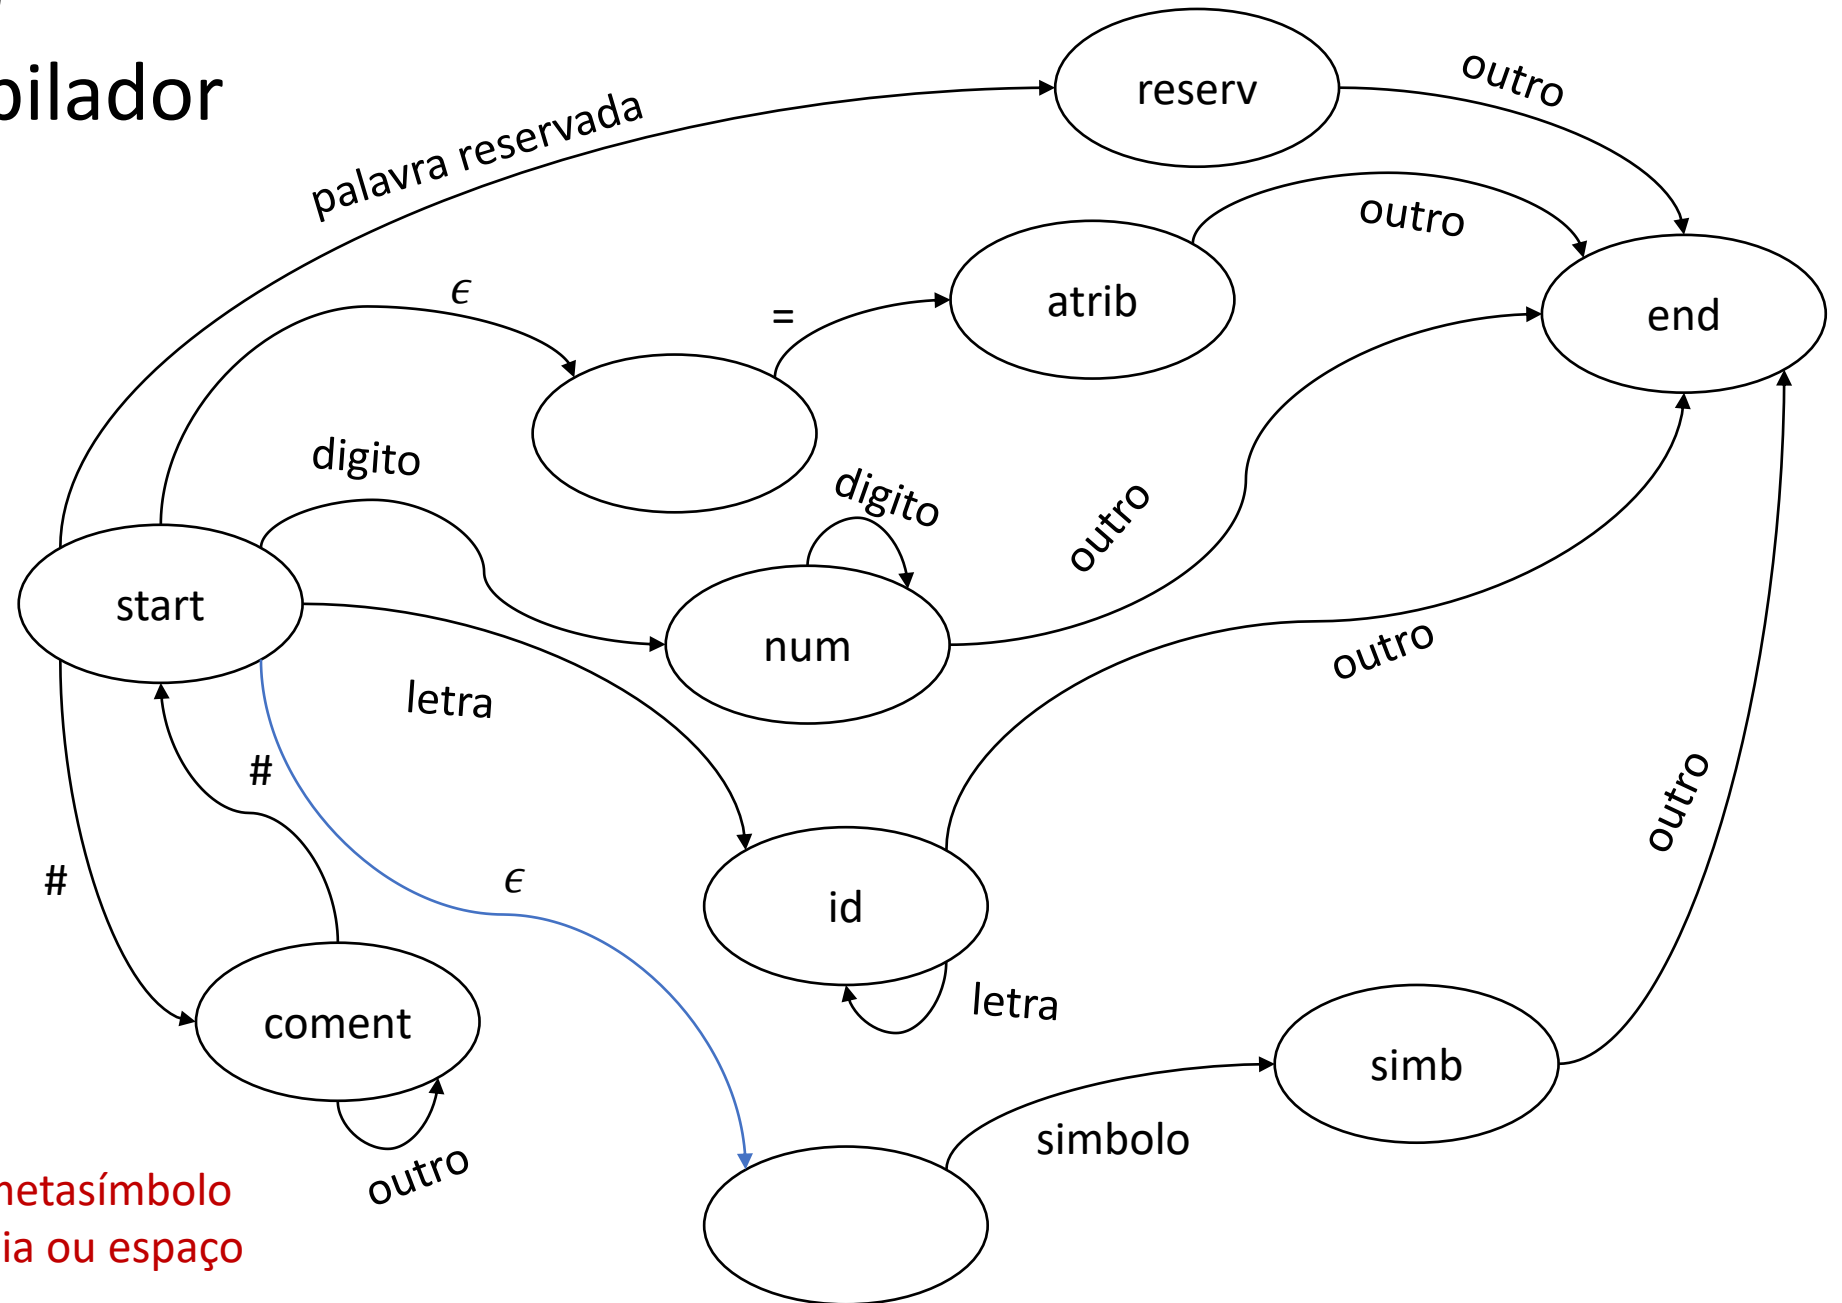 pilador
reserv
outro
palavra reservada
outro
atrib
ϵ
=
end
digito
digito
outro
start
num
outro
letra
#
outro
#
ϵ
id
letra
coment
simb
simbolo
outro
etasímbolo
ia ou espaço